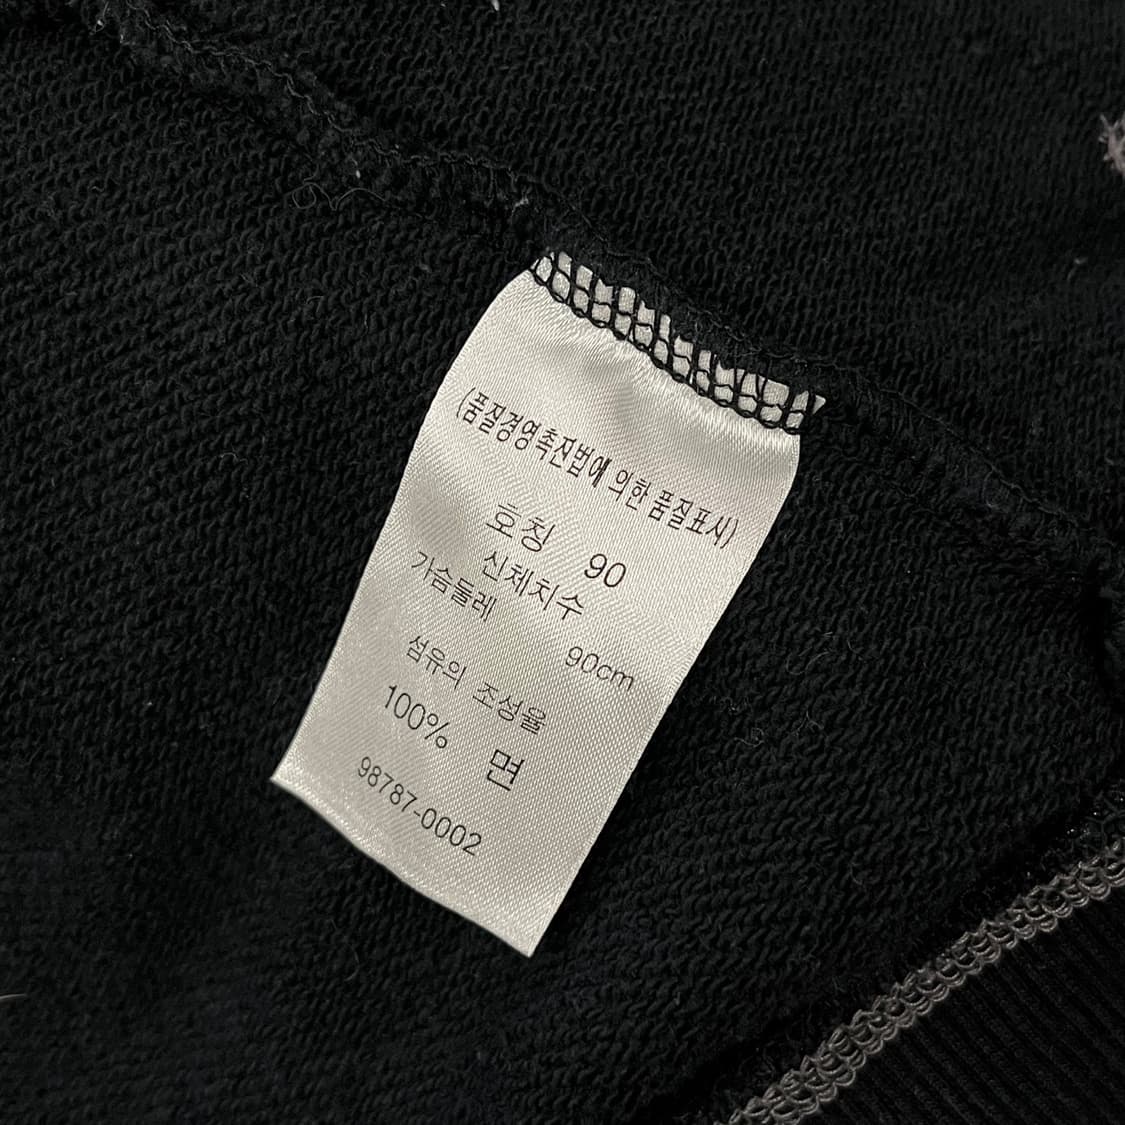 (품질경영촉진법에 의한 품질표시)
호칭 90
신체치수
가슴둘레 90cm
섬유의 조성율
100% 면
98787-0002